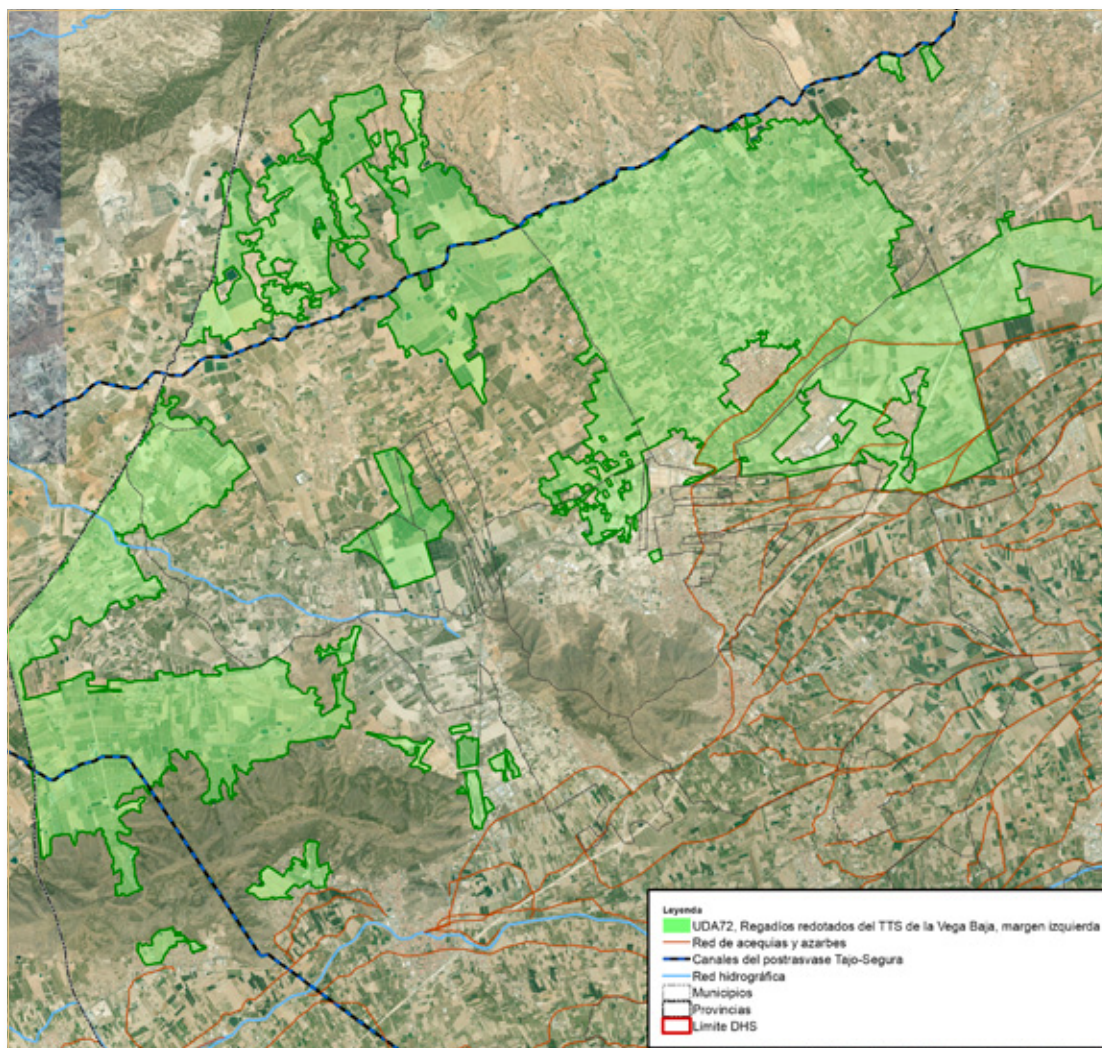 Leyenda
UDA72, Regadíos redotados del TTS de la Vega Baja, margen izquierda
Red de acequias y azarbes
Canales del postrasvase Tajo-Segura
Red hidrográfica
Municipios
Provincias
Límite DHS